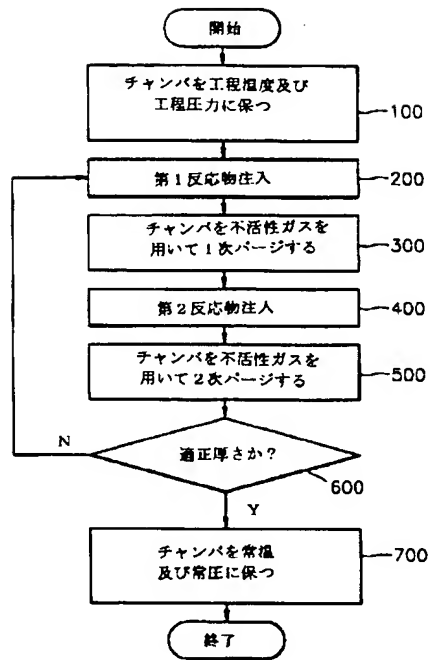 開始
チャンバを工程温度及び
工程圧力に保つ
100
第1反応物注入
200
チャンバを不活性ガスを
用いて1次パージする
300
第2反応物注入
400
チャンバを不活性ガスを
用いて2次パージする
500
適正厚さか?
N
600
Y
チャンバを常温
及び常圧に保つ
700
終了